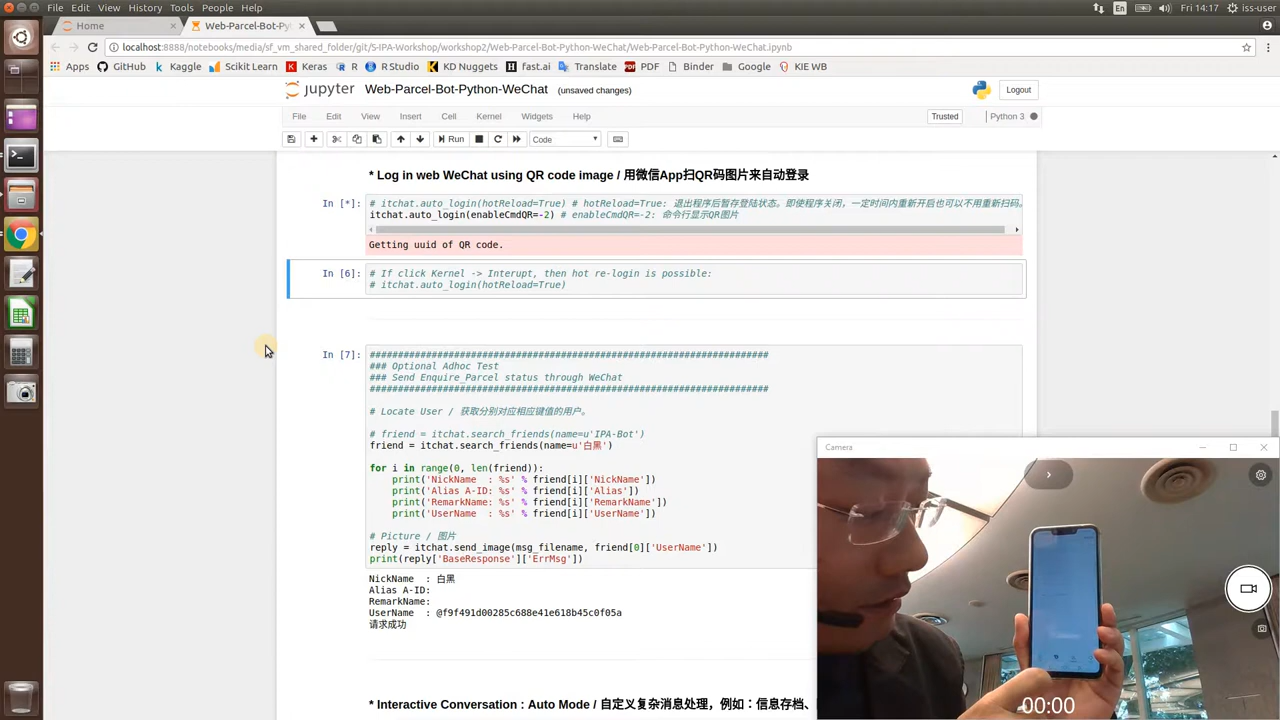 File Edit View History Tools People Help
En
Fri 14:17
iss-user
Home
Web-Parcel-Bot-Python-W
localhost:8888/notebooks/media/sf_vm_shared_folder/git/S-IPA-Workshop/workshop2/Web-Parcel-Bot-Python-WeChat/Web-Parcel-Bot-Python-WeChat.ipynb
Apps GitHub Kaggle Scikit Learn Keras R R Studio KD Nuggets fast.ai Translate PDF PDF Binder Google KIE WB
jupyter Web-Parcel-Bot-Python-WeChat (unsaved changes)
Logout
File Edit View Insert Cell Kernel Widgets Help
Trusted
Python 3
Run
Code
* Log in web WeChat using QR code image / 用微信App扫QR码图片来自动登录
In [*]:
# itchat.auto_login(hotReload=True) # hotReload=True: 退出程序后暂存登陆状态。即使程序关闭，一定时间内重新开启也可以不用重新扫码。
itchat.auto_login(enableCmdQR=-2) # enableCmdQR=-2: 命令行显示QR图片
Getting uuid of QR code.
In [6]:
# If click Kernel -> Interupt, then hot re-login is possible:
# itchat.auto_login(hotReload=True)
In [7]:
######################################################################
### Optional Adhoc Test
### Send Enquire_Parcel status through WeChat
######################################################################
# Locate User / 获取分别对应相应键值的用户。
# friend = itchat.search_friends(name=u'IPA-Bot')
friend = itchat.search_friends(name=u'白黑')
for i in range(0, len(friend)):
print('NickName  : %s' % friend[i]['NickName'])
print('Alias A-ID: %s' % friend[i]['Alias'])
print('RemarkName: %s' % friend[i]['RemarkName'])
print('UserName  : %s' % friend[i]['UserName'])
# Picture / 图片
reply = itchat.send_image(msg_filename, friend[0]['UserName'])
print(reply['BaseResponse']['ErrMsg'])
NickName  : 白黑
Alias A-ID:
RemarkName:
UserName  : @f9f491d00285c688e41e618b45c0f05a
请求成功
* Interactive Conversation : Auto Mode / 自定义复杂消息处理，例如：信息存档、
Camera
00:00